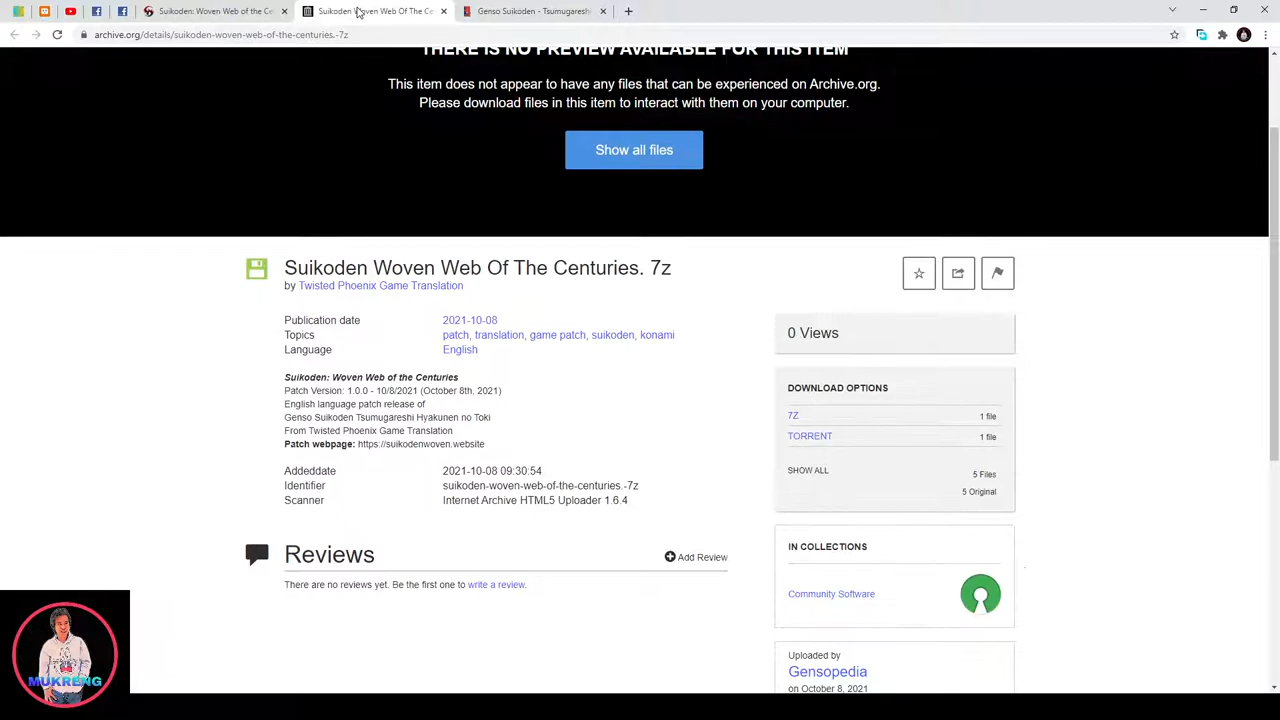 Suikoden: Woven Web of the Ce
Suikoden Woven Web Of The Ce
Genso Suikoden - Tsumugaresh
archive.org/details/suikoden-woven-web-of-the-centuries.-7z
THERE IS NO PREVIEW AVAILABLE FOR THIS ITEM
This item does not appear to have any files that can be experienced on Archive.org.
Please download files in this item to interact with them on your computer.
Show all files
Suikoden Woven Web Of The Centuries. 7z
by Twisted Phoenix Game Translation
Publication date 2021-10-08
Topics patch, translation, game patch, suikoden, konami
Language English
Suikoden: Woven Web of the Centuries
Patch Version: 1.0.0 - 10/8/2021 (October 8th, 2021)
English language patch release of
Genso Suikoden Tsumugareshi Hyakunen no Toki
From Twisted Phoenix Game Translation
Patch webpage: https://suikodenwoven.website
Addeddate 2021-10-08 09:30:54
Identifier suikoden-woven-web-of-the-centuries.-7z
Scanner Internet Archive HTML5 Uploader 1.6.4
Reviews
Add Review
There are no reviews yet. Be the first one to write a review.
0 Views
DOWNLOAD OPTIONS
7Z 1 file
TORRENT 1 file
SHOW ALL 5 Files
5 Original
IN COLLECTIONS
Community Software
Uploaded by
Gensopedia
on October 8, 2021
MUKRENG